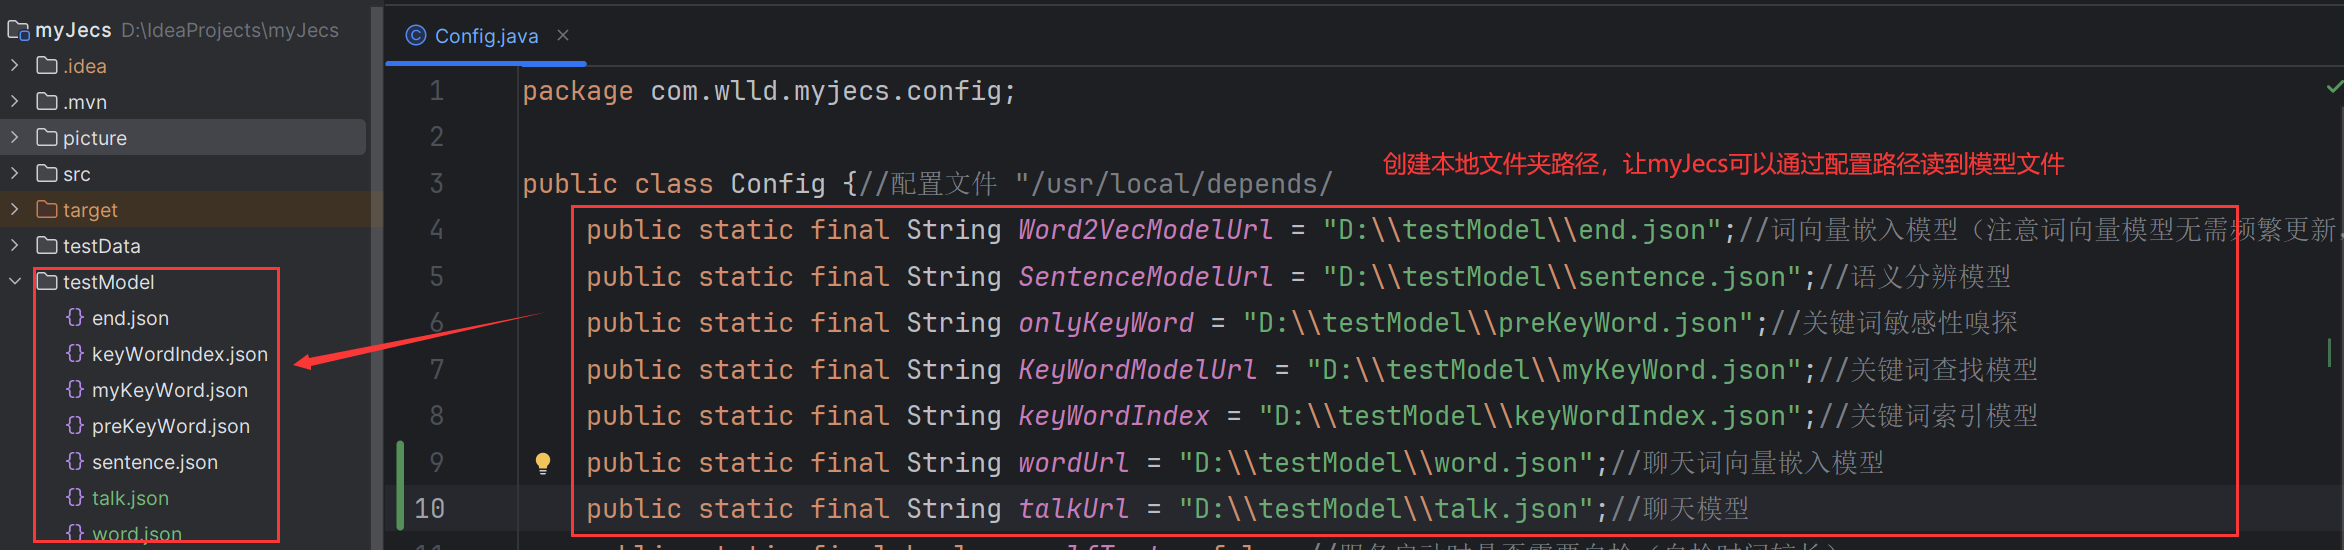 myJecs D:\IdeaProjects\myJecs
.idea
.mvn
picture
src
target
testData
testModel
end.json
keyWordIndex.json
myKeyWord.json
preKeyWord.json
sentence.json
talk.json
word.json
Config.java
1 package com.wlld.myjecs.config;
2
创建本地文件夹路径，让myJecs可以通过配置路径读到模型文件
3 public class Config {//配置文件 "/usr/local/depends/
4 public static final String Word2VecModelUrl = "D:\\testModel\\end.json";//词向量嵌入模型（注意词向量模型无需频繁更新,
5 public static final String SentenceModelUrl = "D:\\testModel\\sentence.json";//语义分辨模型
6 public static final String onlyKeyWord = "D:\\testModel\\preKeyWord.json";//关键词敏感性嗅探
7 public static final String KeyWordModelUrl = "D:\\testModel\\myKeyWord.json";//关键词查找模型
8 public static final String keyWordIndex = "D:\\testModel\\keyWordIndex.json";//关键词索引模型
9 public static final String wordUrl = "D:\\testModel\\word.json";//聊天词向量嵌入模型
10 public static final String talkUrl = "D:\\testModel\\talk.json";//聊天模型